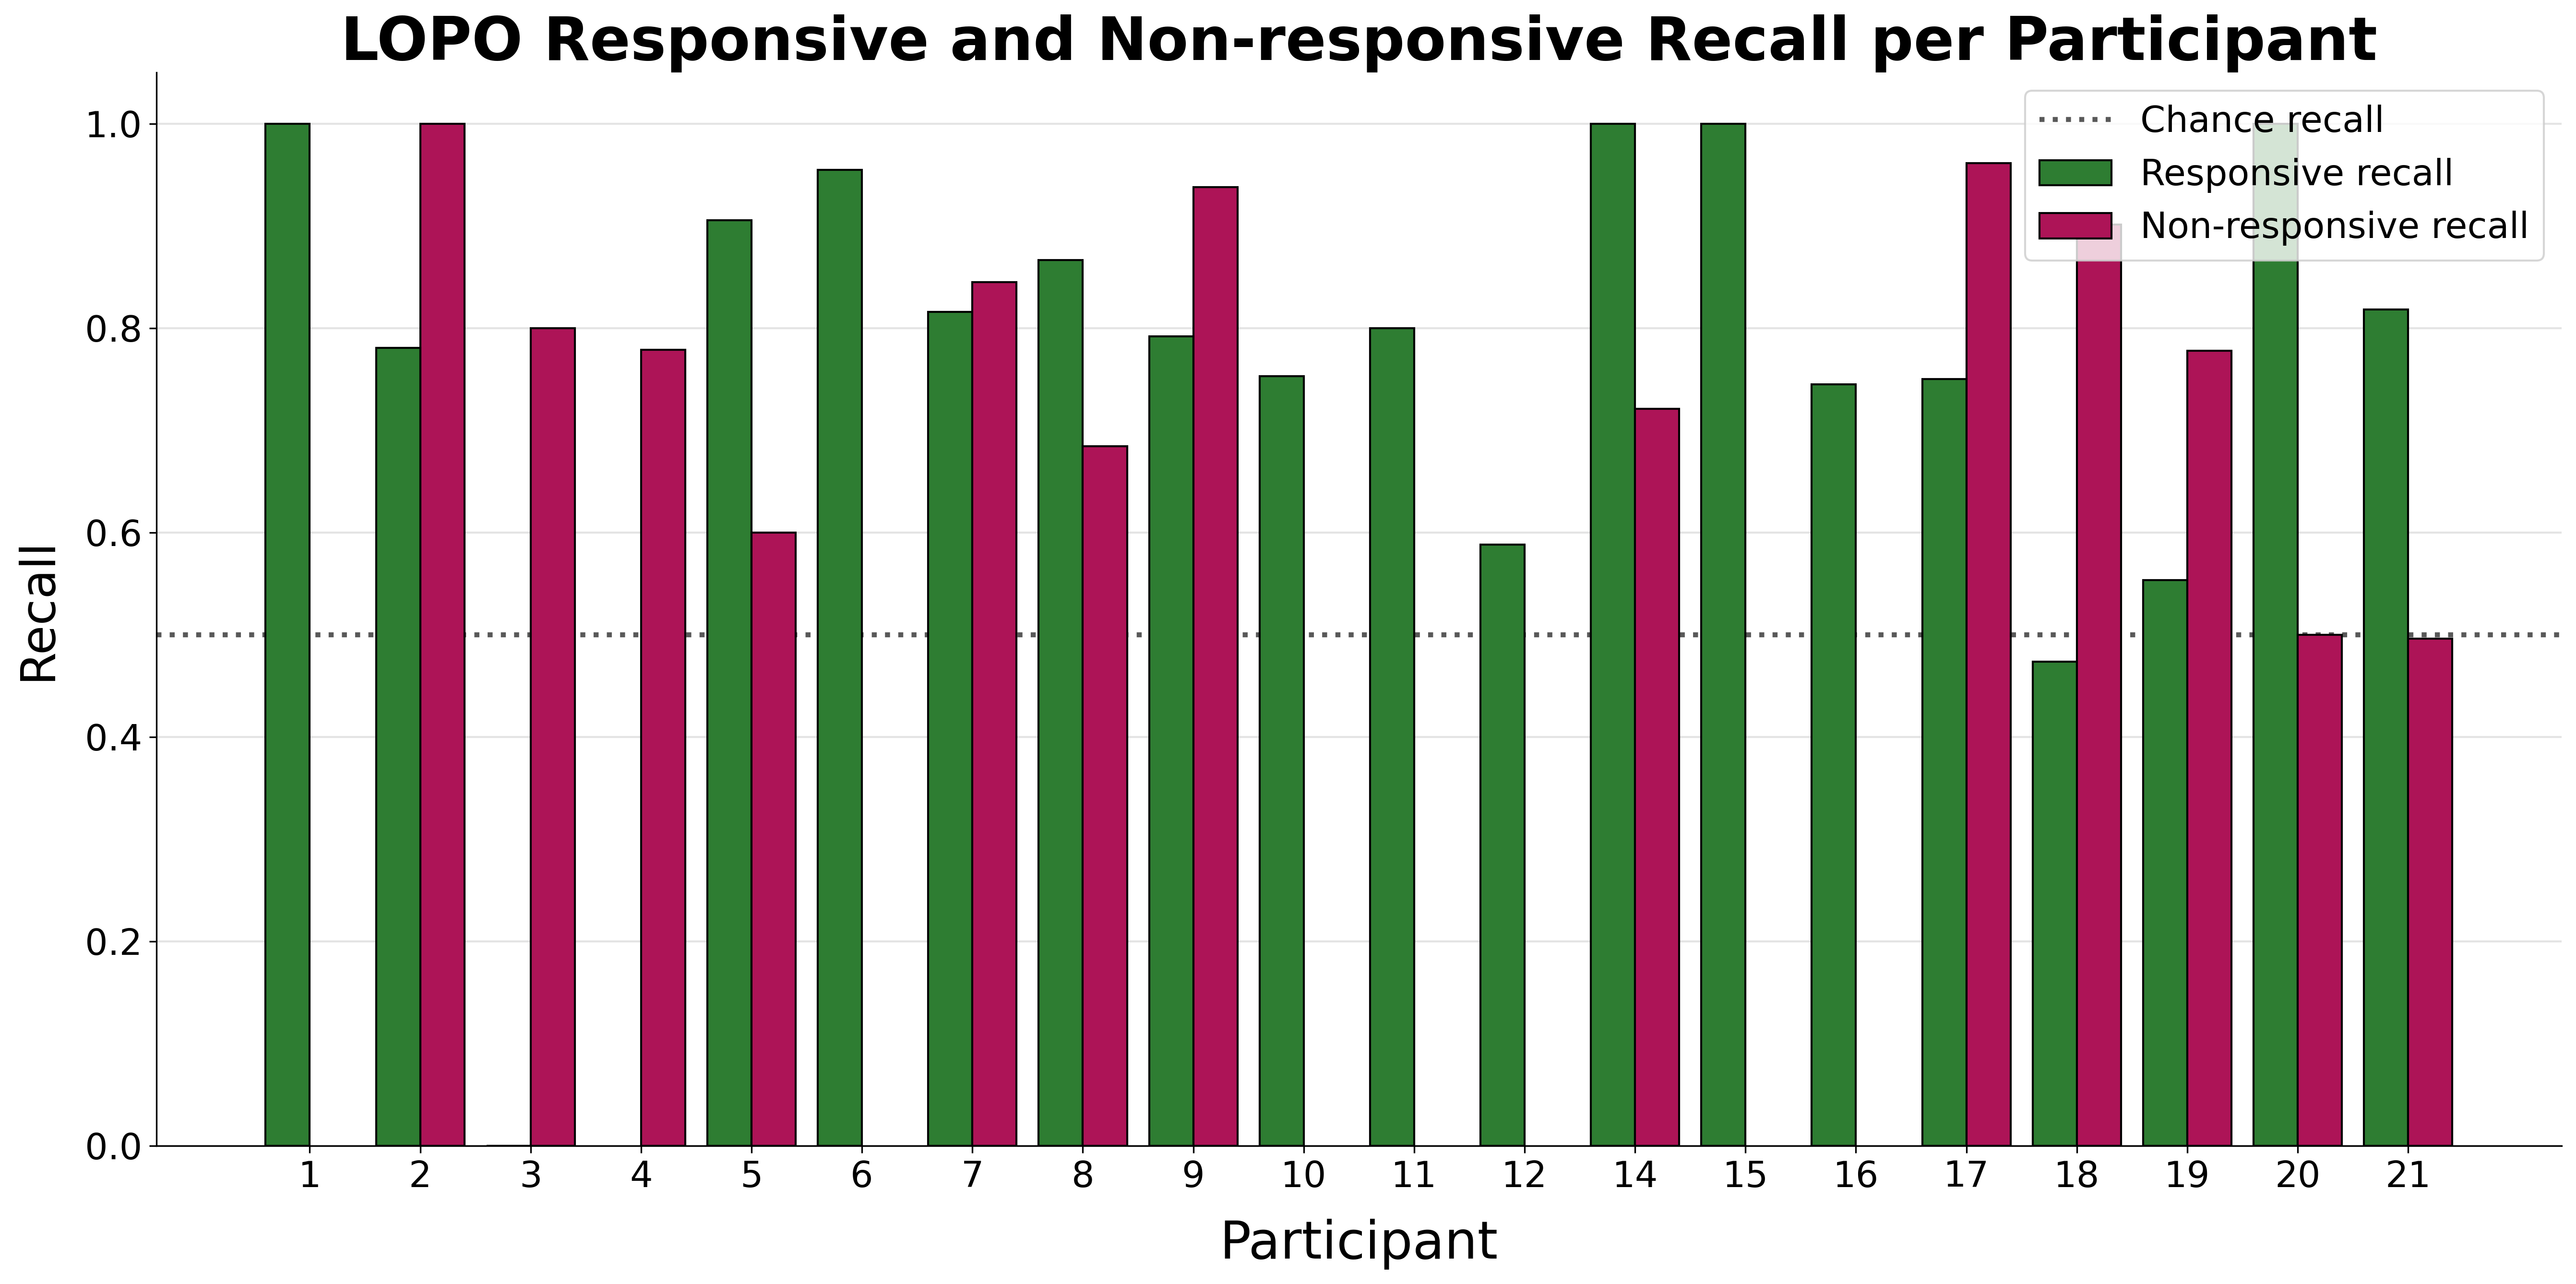 LOPO Responsive and Non-responsive Recall per Participant
Chance recall
Responsive recall
Non-responsive recall
Recall
1.0
0.8
0.6
0.4
0.2
0.0
1 2 3 4 5 6 7 8 9 10 11 12 14 15 16 17 18 19 20 21
Participant